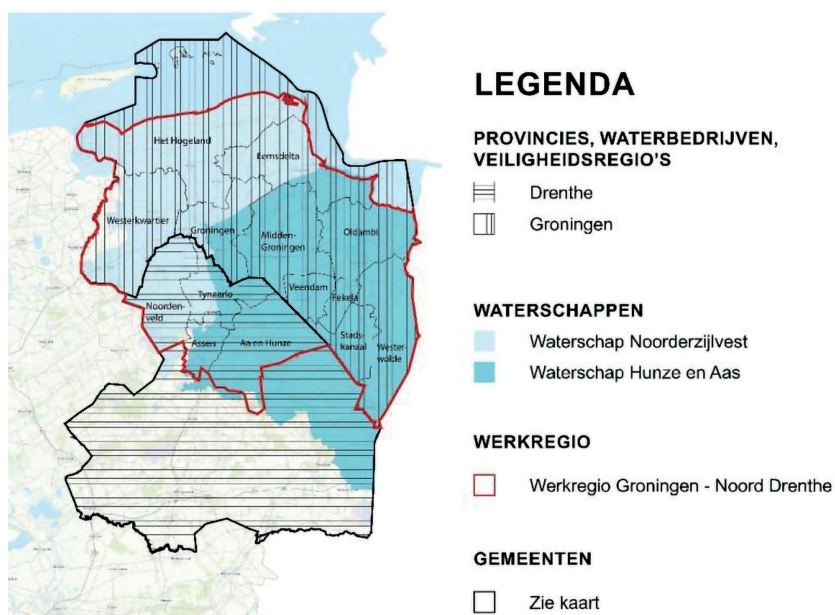 Het Hogeland
Eemsdelta
Westerkwartier
Groningen
Midden-
Groningen
Oldambt
Noorden-
veld
Tynaarlo
Veendam
Pekela
Assen
Aa en Hunze
Stads-
kanaal
Wester-
wolde
LEGENDA
PROVINCIES, WATERBEDRIJVEN,
VEILIGHEIDSREGIO'S
Drenthe
Groningen
WATERSCHAPPEN
Waterschap Noorderzijlvest
Waterschap Hunze en Aas
WERKREGIO
Werkregio Groningen - Noord Drenthe
GEMEENTEN
Zie kaart